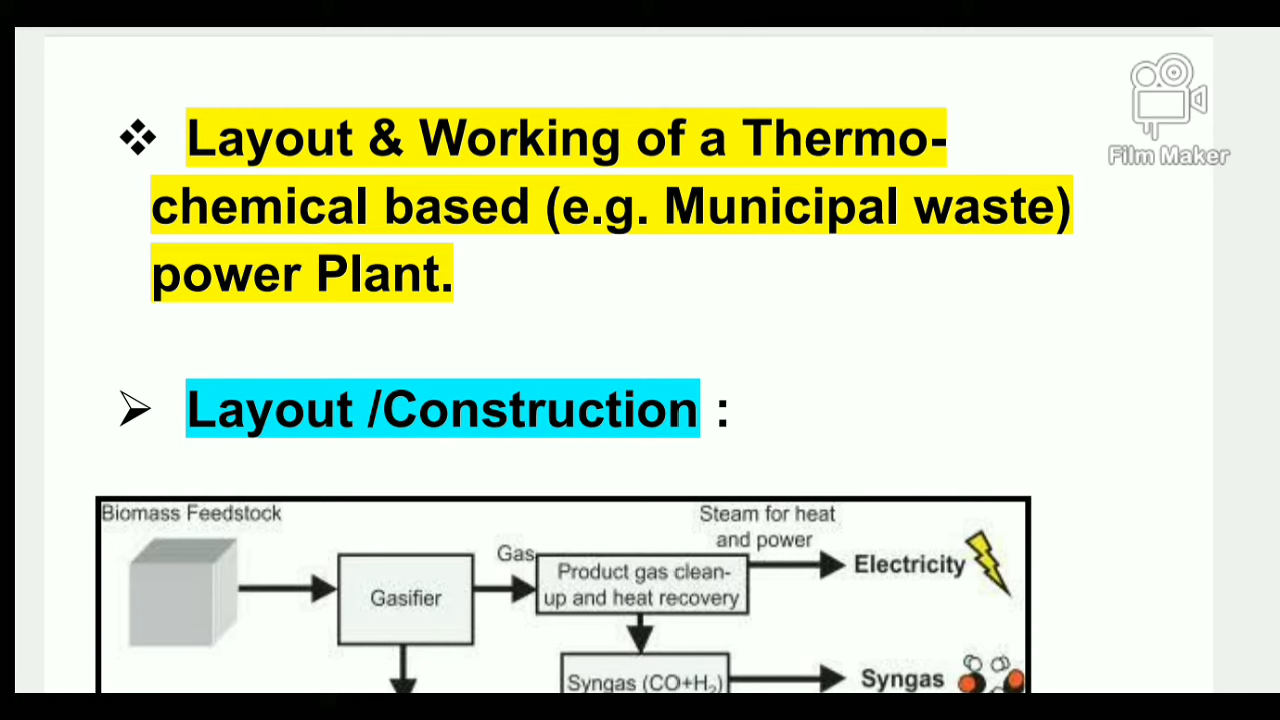 ❖ Layout & Working of a Thermo-
chemical based (e.g. Municipal waste)
power Plant.
Film Maker
➢ Layout /Construction :
Biomass Feedstock
Steam for heat
and power
Gas
Electricity
Product gas clean-
up and heat recovery
Gasifier
Syngas (CO+H₂)
Syngas